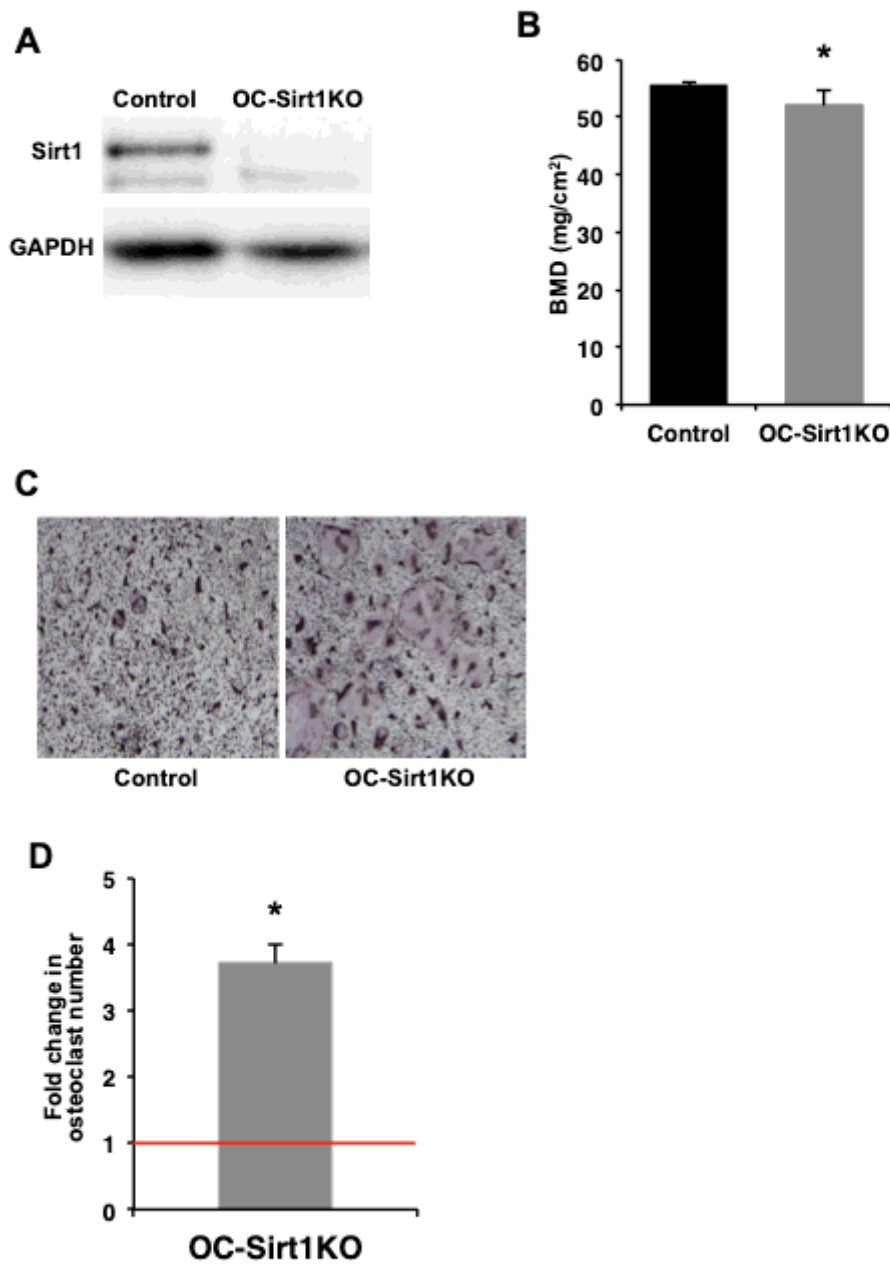 A
Control OC-Sirt1KO
Sirt1
GAPDH
B
*
60
50
40
30
20
10
0
BMD (mg/cm²)
Control OC-Sirt1KO
C
Control OC-Sirt1KO
D
*
5
4
3
2
1
0
Fold change in
osteoclast number
OC-Sirt1KO